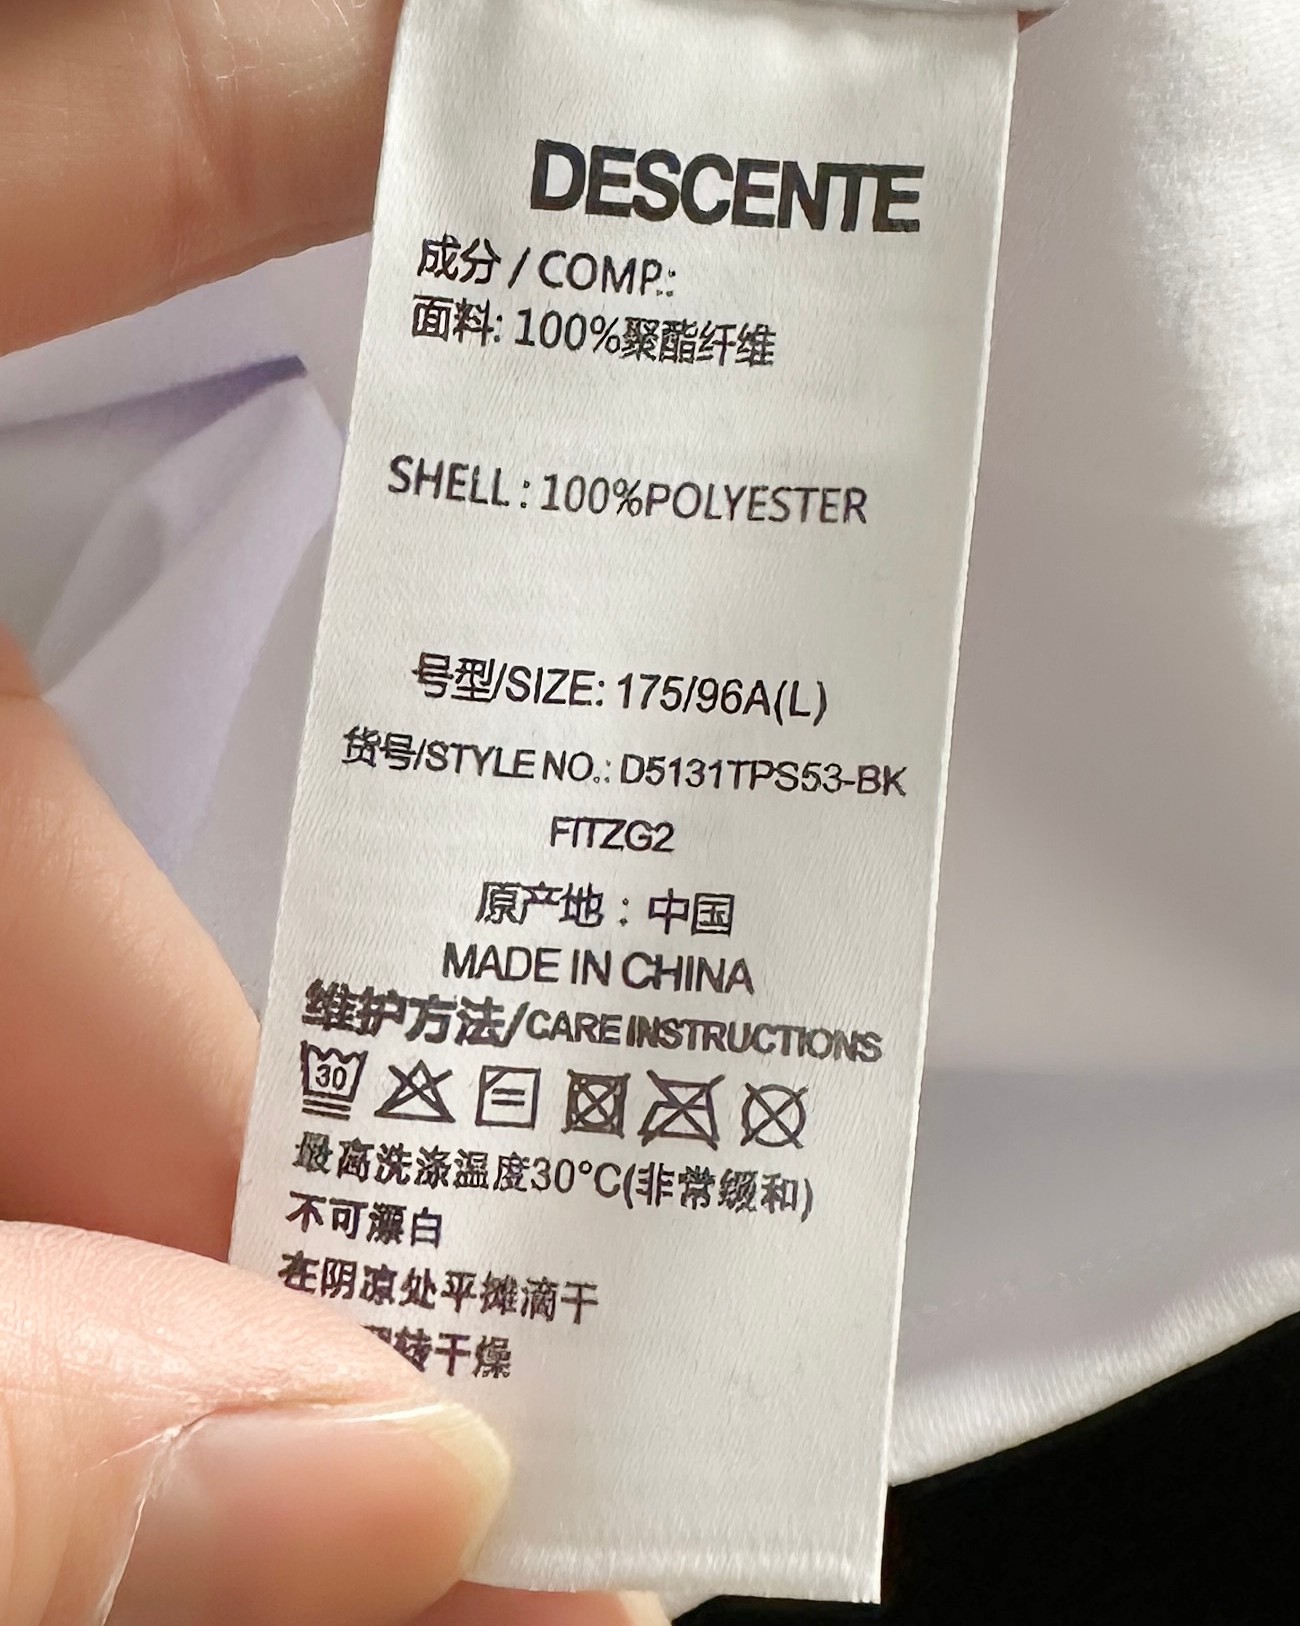 DESCENTE
成分 / COMP.:
面料: 100%聚酯纤维
SHELL : 100%POLYESTER
号型/SIZE: 175/96A(L)
货号/STYLE NO.: D5131TPS53-BK
FITZG2
原产地 : 中国
MADE IN CHINA
维护方法/CARE INSTRUCTIONS
30
最高洗涤温度30°C(非常缓和)
不可漂白
在阴凉处平摊滴干
转干燥